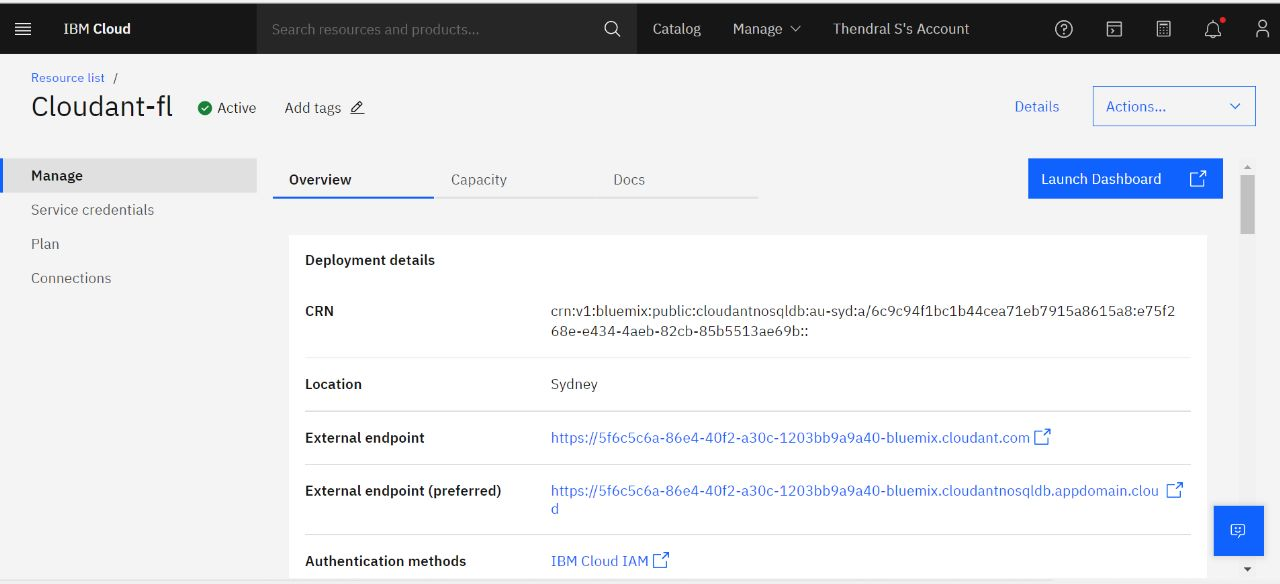 IBM Cloud
Search resources and products...
Catalog
Manage
Thendral S's Account
Resource list /
Cloudant-fl
Active
Add tags
Details
Actions...
Manage
Service credentials
Plan
Connections
Overview
Capacity
Docs
Launch Dashboard
Deployment details
CRN
crn:v1:bluemix:public:cloudantnosqldb:au-syd:a/6c9c94f1bc1b44cea71eb7915a8615a8:e75f2
68e-e434-4aeb-82cb-85b5513ae69b::
Location
Sydney
External endpoint
https://5f6c5c6a-86e4-40f2-a30c-1203bb9a9a40-bluemix.cloudant.com
External endpoint (preferred)
https://5f6c5c6a-86e4-40f2-a30c-1203bb9a9a40-bluemix.cloudantnosqldb.appdomain.clou
d
Authentication methods
IBM Cloud IAM